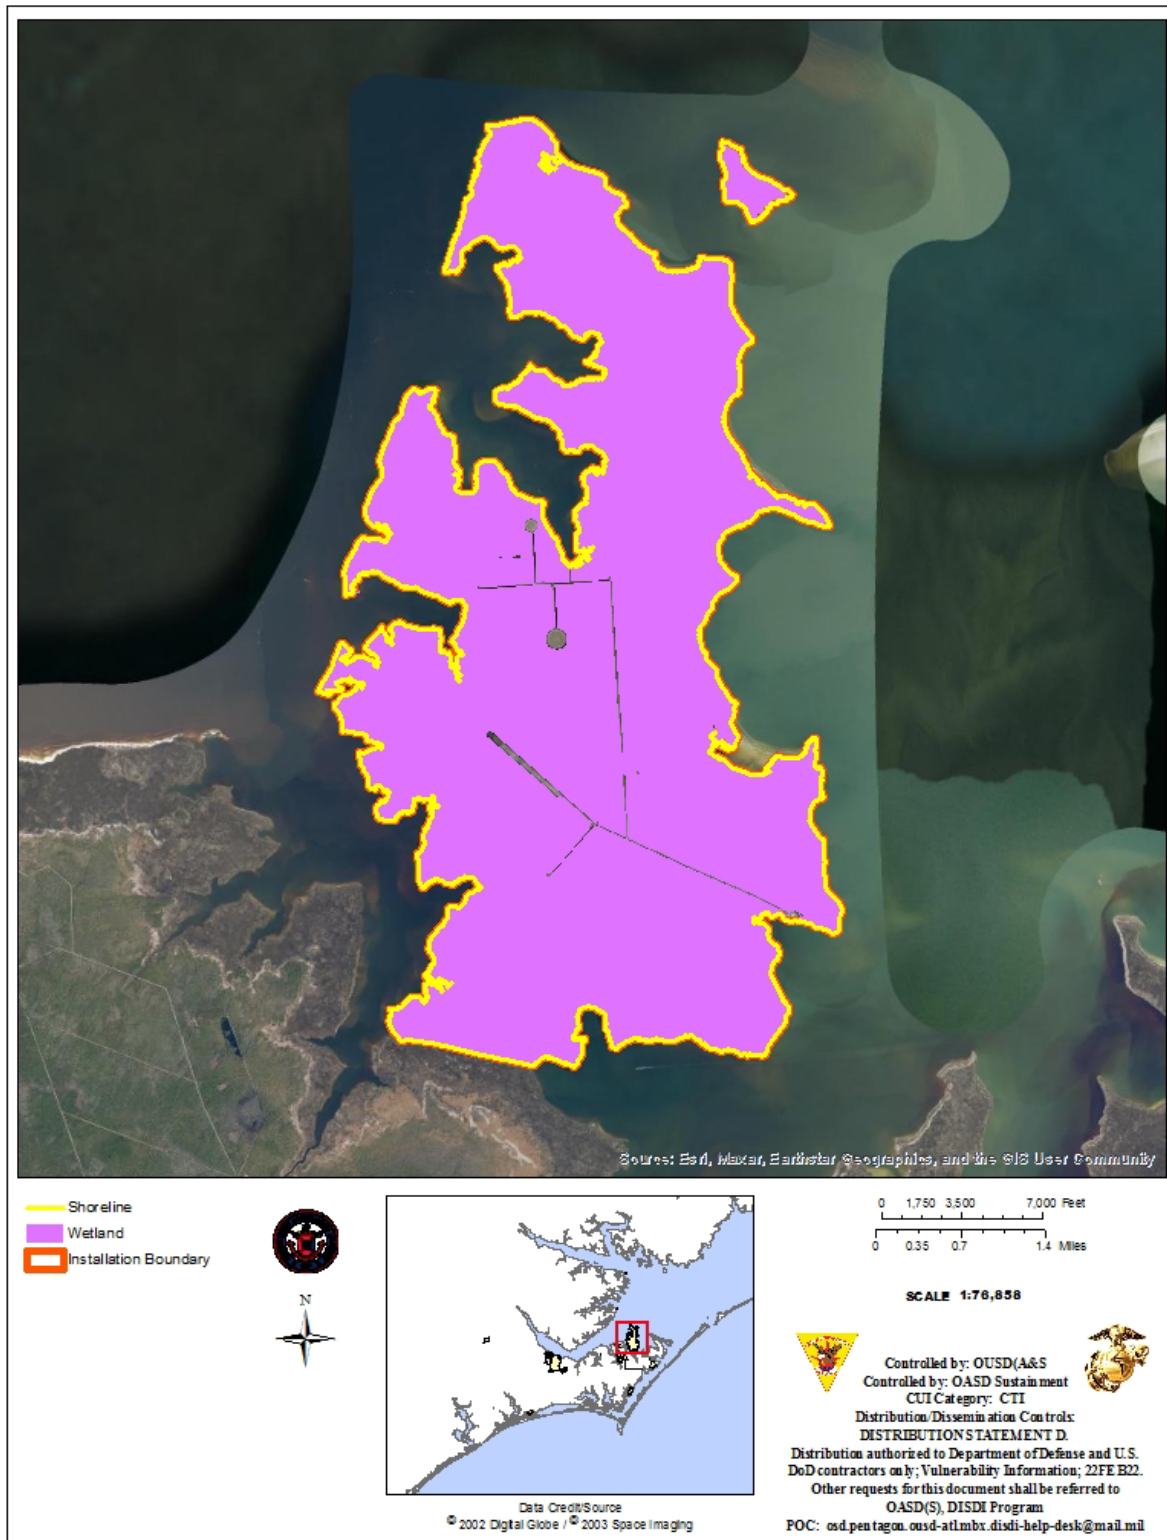 Source: Esri, Maxar, Earthstar Geographics, and the GIS User Community
Shoreline
Wetland
Installation Boundary
N
Data Credit/Source
© 2002 Digital Globe / © 2003 Space Imaging
0 1,750 3,500 7,000 Feet
0 0.35 0.7 1.4 Miles
SCALE 1:76,858
Controlled by: OUSD(A&S
Controlled by: OASD Sustainment
CUI Category: CTI
Distribution/Dissemination Controls:
DISTRIBUTION STATEMENT D.
Distribution authorized to Department of Defense and U.S.
DoD contractors only; Vulnerability Information; 22FEB22.
Other requests for this document shall be referred to
OASD(S), DISDI Program
POC: osd.pentagon.ousd-atl.mbx.disdi-help-desk@mail.mil